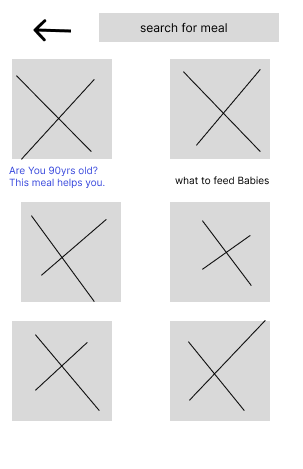 search for meal
Are You 90yrs old?
This meal helps you.
what to feed Babies